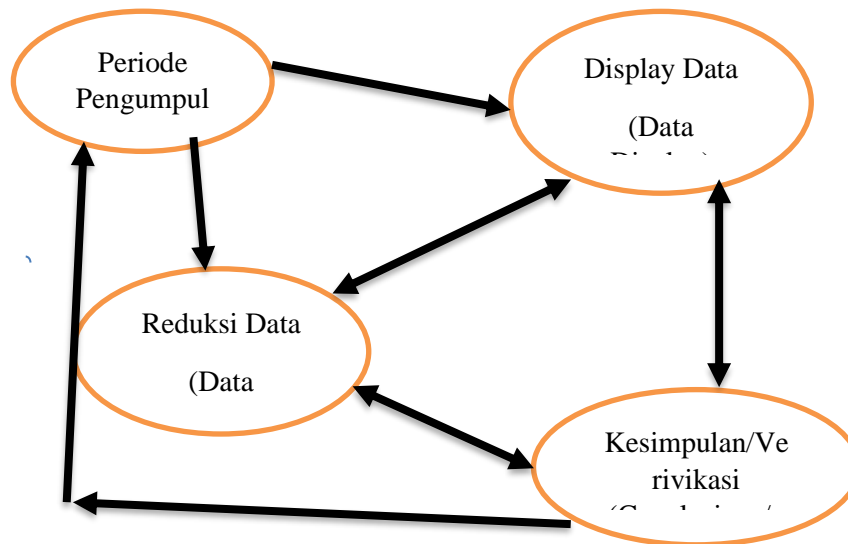 Periode
Pengumpul
Display Data
(Data
Reduksi Data
(Data
Kesimpulan/Ve
rivikasi